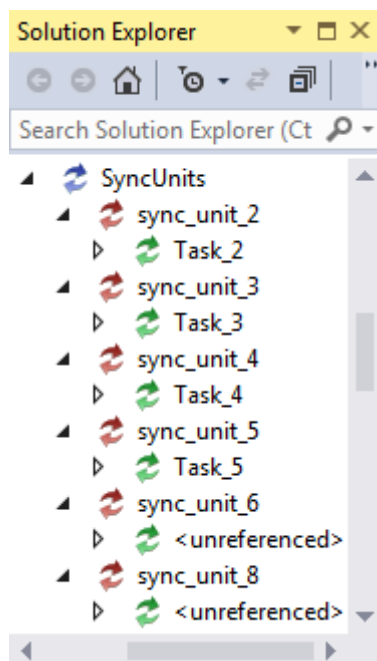 Solution Explorer
Search Solution Explorer (Ct
SyncUnits
sync_unit_2
Task_2
sync_unit_3
Task_3
sync_unit_4
Task_4
sync_unit_5
Task_5
sync_unit_6
<unreferenced>
sync_unit_8
<unreferenced>